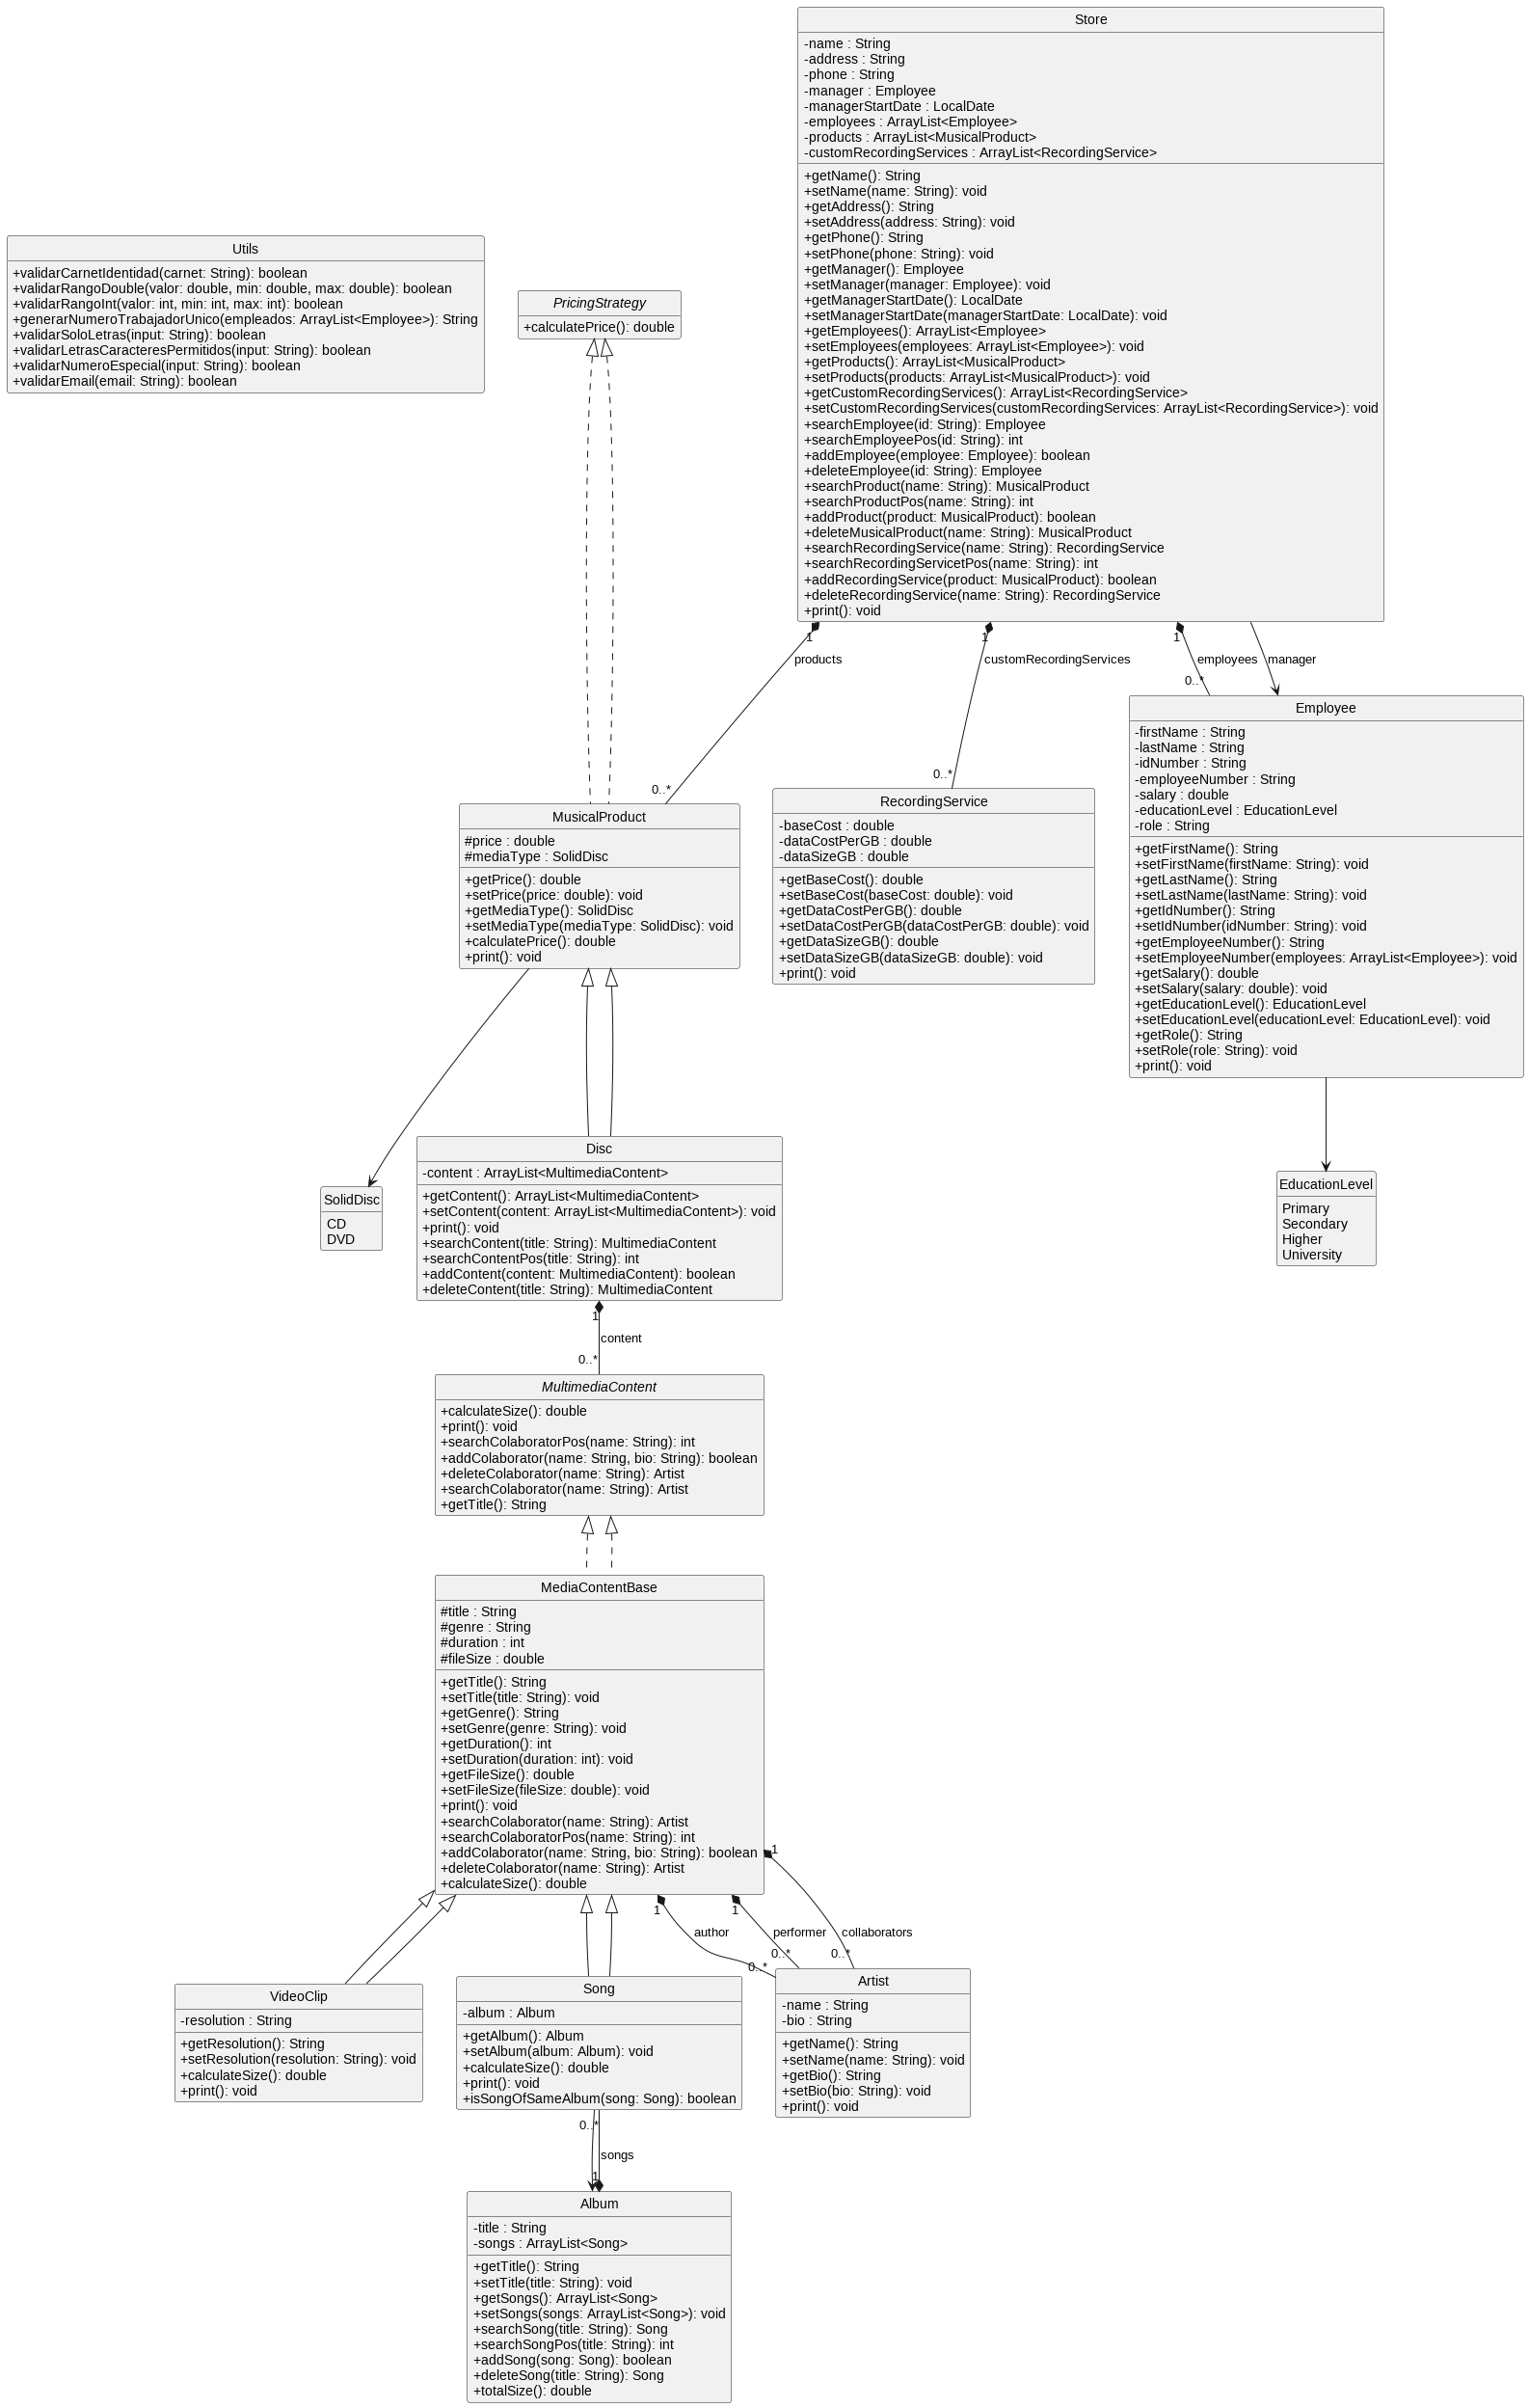 Store
-name : String
-address : String
-phone : String
-manager : Employee
-managerStartDate : LocalDate
-employees : ArrayList<Employee>
-products : ArrayList<MusicalProduct>
-customRecordingServices : ArrayList<RecordingService>
+getName(): String
+setName(name: String): void
+getAddress(): String
+setAddress(address: String): void
+getPhone(): String
+setPhone(phone: String): void
+getManager(): Employee
+setManager(manager: Employee): void
+getManagerStartDate(): LocalDate
+setManagerStartDate(managerStartDate: LocalDate): void
+getEmployees(): ArrayList<Employee>
+setEmployees(employees: ArrayList<Employee>): void
+getProducts(): ArrayList<MusicalProduct>
+setProducts(products: ArrayList<MusicalProduct>): void
+getCustomRecordingServices(): ArrayList<RecordingService>
+setCustomRecordingServices(customRecordingServices: ArrayList<RecordingService>): void
+searchEmployee(id: String): Employee
+searchEmployeePos(id: String): int
+addEmployee(employee: Employee): boolean
+deleteEmployee(id: String): Employee
+searchProduct(name: String): MusicalProduct
+searchProductPos(name: String): int
+addProduct(product: MusicalProduct): boolean
+deleteMusicalProduct(name: String): MusicalProduct
+searchRecordingService(name: String): RecordingService
+searchRecordingServicetPos(name: String): int
+addRecordingService(product: MusicalProduct): boolean
+deleteRecordingService(name: String): RecordingService
+print(): void
Utils
+validarCarnetIdentidad(carnet: String): boolean
+validarRangoDouble(valor: double, min: double, max: double): boolean
+validarRangoInt(valor: int, min: int, max: int): boolean
+generarNumeroTrabajadorUnico(empleados: ArrayList<Employee>): String
+validarSoloLetras(input: String): boolean
+validarLetrasCaracteresPermitidos(input: String): boolean
+validarNumeroEspecial(input: String): boolean
+validarEmail(email: String): boolean
PricingStrategy
+calculatePrice(): double
1
1
1
products
customRecordingServices
employees
manager
0..*
0..*
0..*
MusicalProduct
#price : double
#mediaType : SolidDisc
+getPrice(): double
+setPrice(price: double): void
+getMediaType(): SolidDisc
+setMediaType(mediaType: SolidDisc): void
+calculatePrice(): double
+print(): void
RecordingService
-baseCost : double
-dataCostPerGB : double
-dataSizeGB : double
+getBaseCost(): double
+setBaseCost(baseCost: double): void
+getDataCostPerGB(): double
+setDataCostPerGB(dataCostPerGB: double): void
+getDataSizeGB(): double
+setDataSizeGB(dataSizeGB: double): void
+print(): void
Employee
-firstName : String
-lastName : String
-idNumber : String
-employeeNumber : String
-salary : double
-educationLevel : EducationLevel
-role : String
+getFirstName(): String
+setFirstName(firstName: String): void
+getLastName(): String
+setLastName(lastName: String): void
+getIdNumber(): String
+setIdNumber(idNumber: String): void
+getEmployeeNumber(): String
+setEmployeeNumber(employees: ArrayList<Employee>): void
+getSalary(): double
+setSalary(salary: double): void
+getEducationLevel(): EducationLevel
+setEducationLevel(educationLevel: EducationLevel): void
+getRole(): String
+setRole(role: String): void
+print(): void
SolidDisc
CD
DVD
Disc
-content : ArrayList<MultimediaContent>
+getContent(): ArrayList<MultimediaContent>
+setContent(content: ArrayList<MultimediaContent>): void
+print(): void
+searchContent(title: String): MultimediaContent
+searchContentPos(title: String): int
+addContent(content: MultimediaContent): boolean
+deleteContent(title: String): MultimediaContent
EducationLevel
Primary
Secondary
Higher
University
1
content
0..*
MultimediaContent
+calculateSize(): double
+print(): void
+searchColaboratorPos(name: String): int
+addColaborator(name: String, bio: String): boolean
+deleteColaborator(name: String): Artist
+searchColaborator(name: String): Artist
+getTitle(): String
MediaContentBase
#title : String
#genre : String
#duration : int
#fileSize : double
+getTitle(): String
+setTitle(title: String): void
+getGenre(): String
+setGenre(genre: String): void
+getDuration(): int
+setDuration(duration: int): void
+getFileSize(): double
+setFileSize(fileSize: double): void
+print(): void
+searchColaborator(name: String): Artist
+searchColaboratorPos(name: String): int
+addColaborator(name: String, bio: String): boolean
+deleteColaborator(name: String): Artist
+calculateSize(): double
1
1
1
author
performer
collaborators
0..*
0..*
0..*
VideoClip
-resolution : String
+getResolution(): String
+setResolution(resolution: String): void
+calculateSize(): double
+print(): void
Song
-album : Album
+getAlbum(): Album
+setAlbum(album: Album): void
+calculateSize(): double
+print(): void
+isSongOfSameAlbum(song: Song): boolean
Artist
-name : String
-bio : String
+getName(): String
+setName(name: String): void
+getBio(): String
+setBio(bio: String): void
+print(): void
0..*
songs
1
Album
-title : String
-songs : ArrayList<Song>
+getTitle(): String
+setTitle(title: String): void
+getSongs(): ArrayList<Song>
+setSongs(songs: ArrayList<Song>): void
+searchSong(title: String): Song
+searchSongPos(title: String): int
+addSong(song: Song): boolean
+deleteSong(title: String): Song
+totalSize(): double